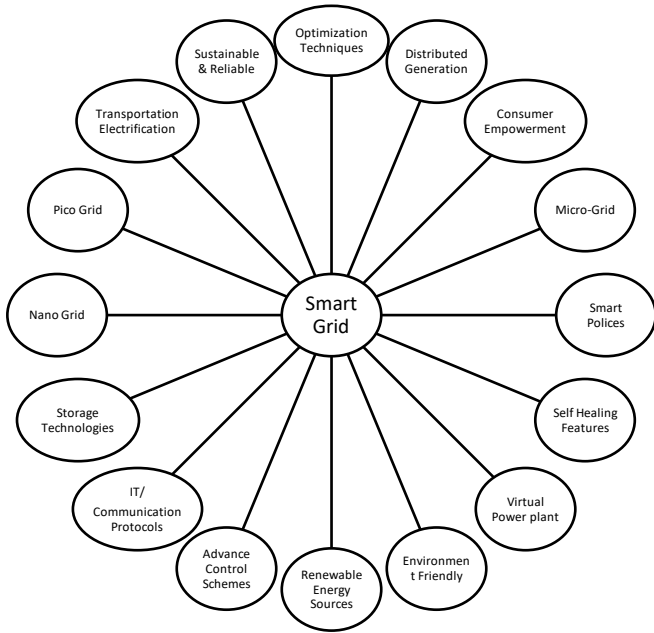 Optimization
Techniques
Distributed
Generation
Consumer
Empowerment
Micro-Grid
Smart
Polices
Self Healing
Features
Virtual
Power plant
Environmen
t Friendly
Renewable
Energy
Sources
Advance
Control
Schemes
IT/
Communication
Protocols
Storage
Technologies
Nano Grid
Pico Grid
Transportation
Electrification
Sustainable
& Reliable
Smart
Grid